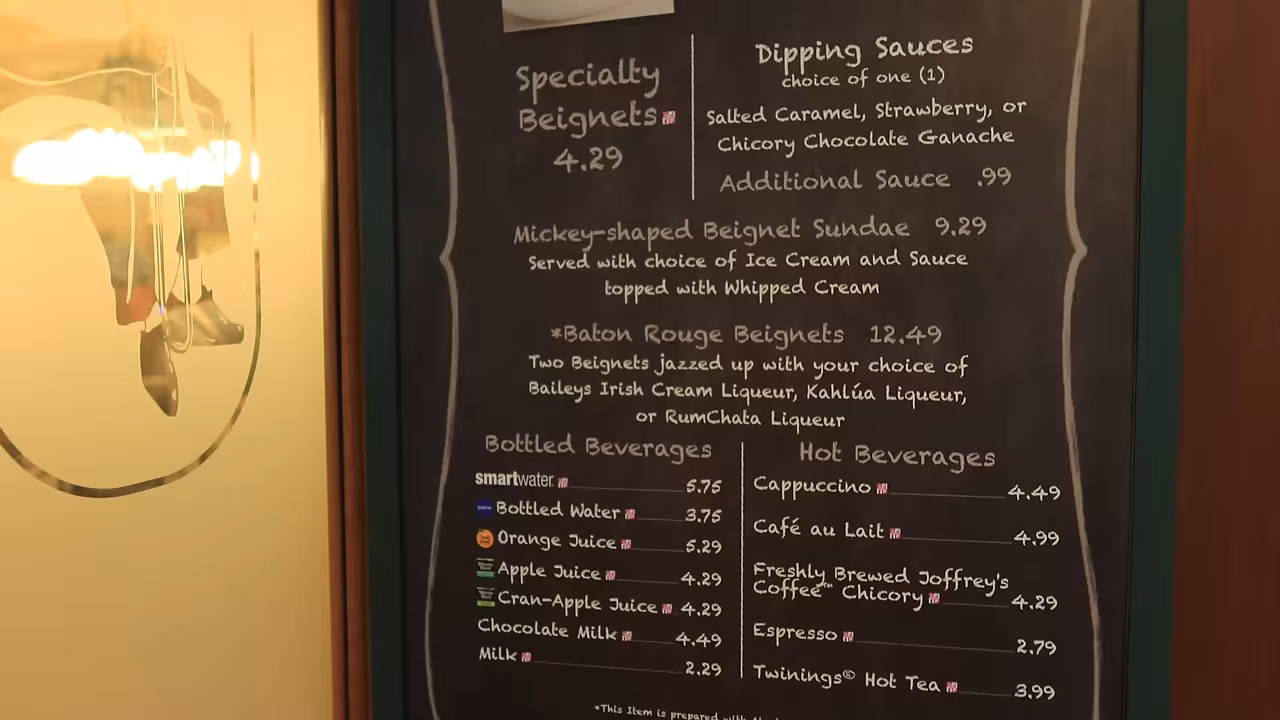 Specialty
Beignets
4.29
Dipping Sauces
choice of one (1)
Salted Caramel, Strawberry, or
Chicory Chocolate Ganache
Additional Sauce .99
Mickey-shaped Beignet Sundae 9.29
Served with choice of Ice Cream and Sauce
topped with Whipped Cream
*Baton Rouge Beignets 12.49
Two Beignets jazzed up with your choice of
Baileys Irish Cream Liqueur, Kahlúa Liqueur,
or RumChata Liqueur
Bottled Beverages
smartwater 5.75
Bottled Water 3.75
Orange Juice 5.29
Apple Juice 4.29
Cran-Apple Juice 4.29
Chocolate Milk 4.49
Milk 2.29
Hot Beverages
Cappuccino 4.49
Café au Lait 4.99
Freshly Brewed Joffrey's
Coffee™ Chicory 4.29
Espresso 2.79
Twinings® Hot Tea 3.99
*This Item is prepared with